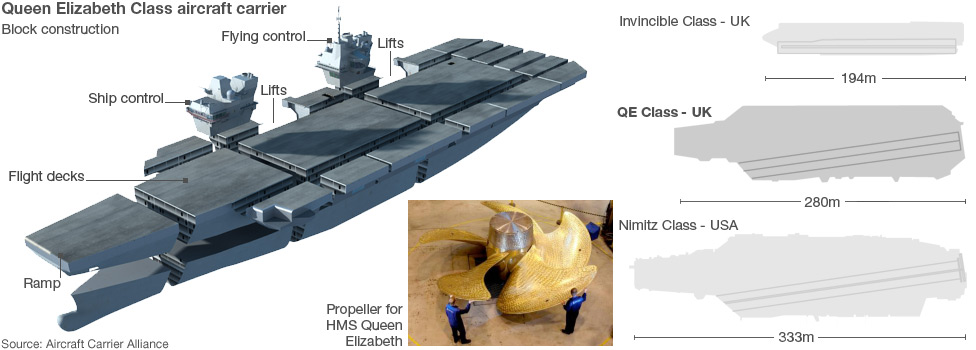 Queen Elizabeth Class aircraft carrier
Block construction
Flying control
Lifts
Lifts
Ship control
Flight decks
Ramp
Propeller for
HMS Queen
Elizabeth
Source: Aircraft Carrier Alliance
Invincible Class - UK
194m
QE Class - UK
280m
Nimitz Class - USA
333m